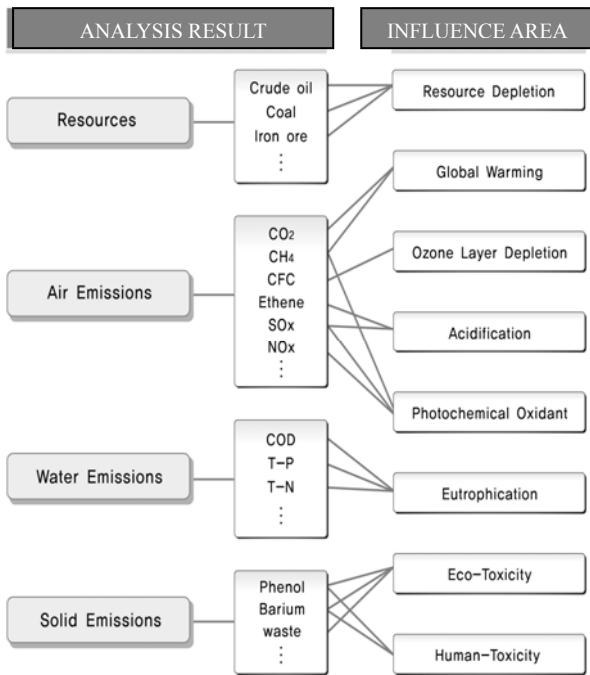 ANALYSIS RESULT
INFLUENCE AREA
Resources
Crude oil
Coal
Iron ore
⋮
Resource Depletion
Global Warming
Air Emissions
CO₂
CH₄
CFC
Ethene
SOx
NOx
⋮
Ozone Layer Depletion
Acidification
Photochemical Oxidant
Water Emissions
COD
T-P
T-N
⋮
Eutrophication
Solid Emissions
Phenol
Barium
waste
⋮
Eco-Toxicity
Human-Toxicity